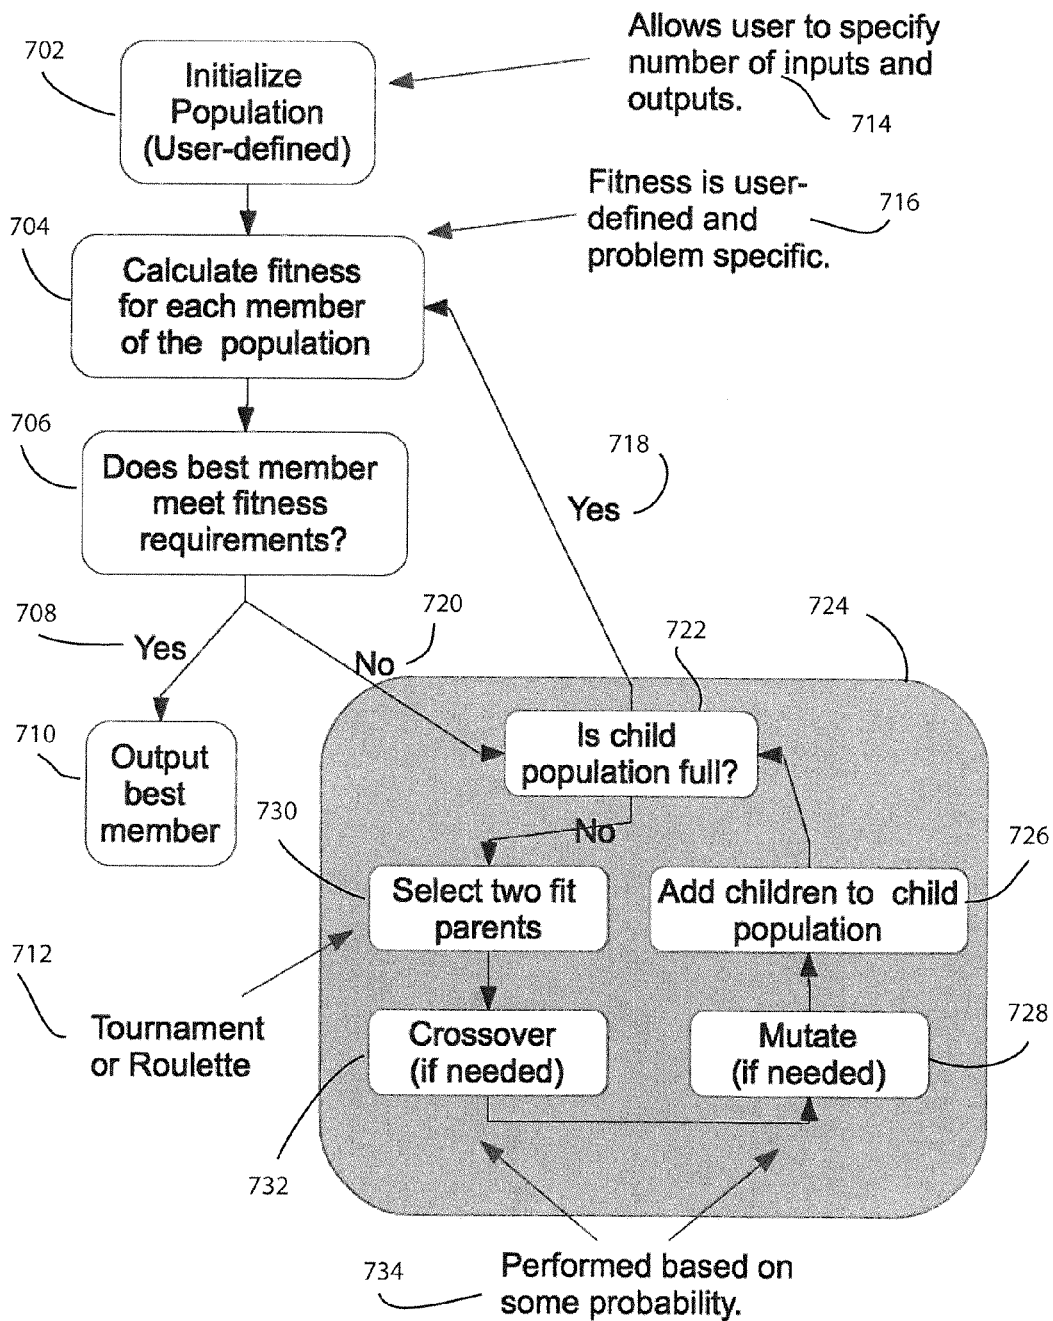 702
Initialize
Population
(User-defined)
Allows user to specify
number of inputs and
outputs.
714
Fitness is user-
defined and
problem specific.
716
704
Calculate fitness
for each member
of the population
706
Does best member
meet fitness
requirements?
718
Yes
708
Yes
720
No
722
724
710
Output
best
member
Is child
population full?
No
730
Select two fit
parents
726
Add children to child
population
712
Tournament
or Roulette
Crossover
(if needed)
728
Mutate
(if needed)
732
734
Performed based on
some probability.